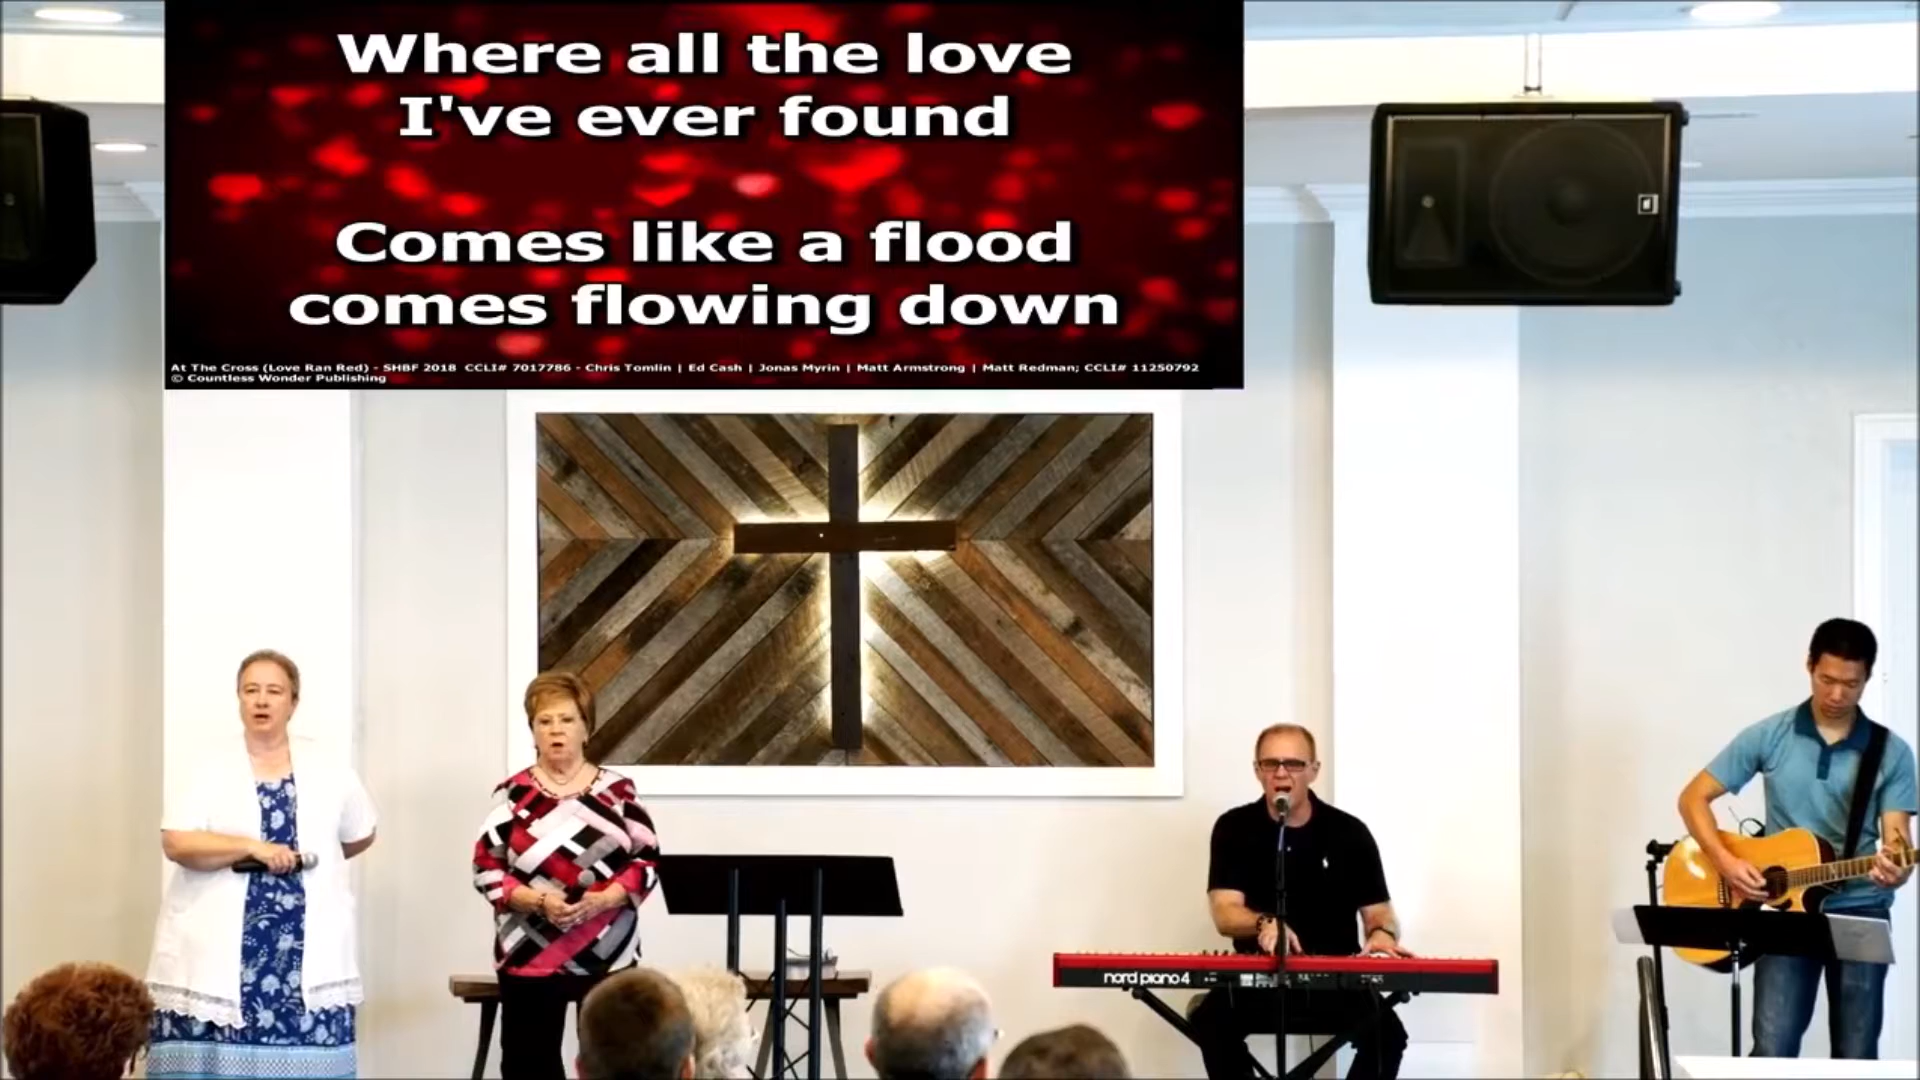 Where all the love
I've ever found
Comes like a flood
comes flowing down
At The Cross (Love Ran Red) - SHBF 2018 CCLI# 7017786 - Chris Tomlin | Ed Cash | Jonas Myrin | Matt Armstrong | Matt Redman; CCLI# 11250792
© Countless Wonder Publishing
nord piano 4